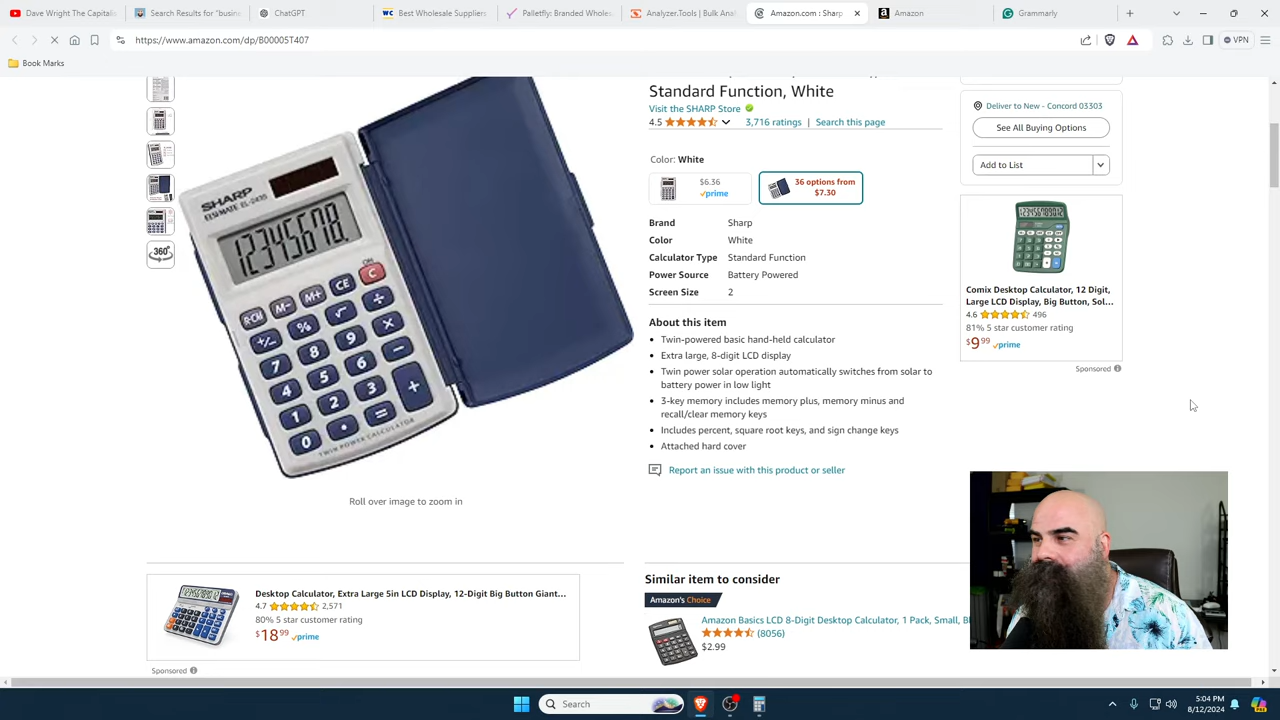 Dave Wright The Capitalis
Search Results for "busine
ChatGPT
Best Wholesale Suppliers
Palletfly: Branded Wholes
Analyzer.Tools | Bulk Anal
Amazon.com : Sharp
Amazon
Grammarly
https://www.amazon.com/dp/B00005T407
VPN
Book Marks
Standard Function, White
Visit the SHARP Store
4.5
3,716 ratings | Search this page
Color: White
$6.36
prime
36 options from
$7.30
Brand Sharp
Color White
Calculator Type Standard Function
Power Source Battery Powered
Screen Size 2
About this item
Twin-powered basic hand-held calculator
Extra large, 8-digit LCD display
Twin power solar operation automatically switches from solar to
battery power in low light
3-key memory includes memory plus, memory minus and
recall/clear memory keys
Includes percent, square root keys, and sign change keys
Attached hard cover
Report an issue with this product or seller
Deliver to New - Concord 03303
See All Buying Options
Add to List
Comix Desktop Calculator, 12 Digit,
Large LCD Display, Big Button, Sol...
4.6 496
81% 5 star customer rating
$9 99 prime
Sponsored
SHARP
12345678.
ON
R·CM M− M+ CE C
+/− % √ ÷
7 8 9 ×
4 5 6 −
1 2 3 +
0 • =
TWIN POWER CALCULATOR
360°
Roll over image to zoom in
Desktop Calculator, Extra Large 5in LCD Display, 12-Digit Big Button Giant...
4.7 2,571
80% 5 star customer rating
$18 99 prime
Sponsored
Similar item to consider
Amazon's Choice
Amazon Basics LCD 8-Digit Desktop Calculator, 1 Pack, Small, Bl
(8056)
$2.99
Search
5:04 PM
8/12/2024